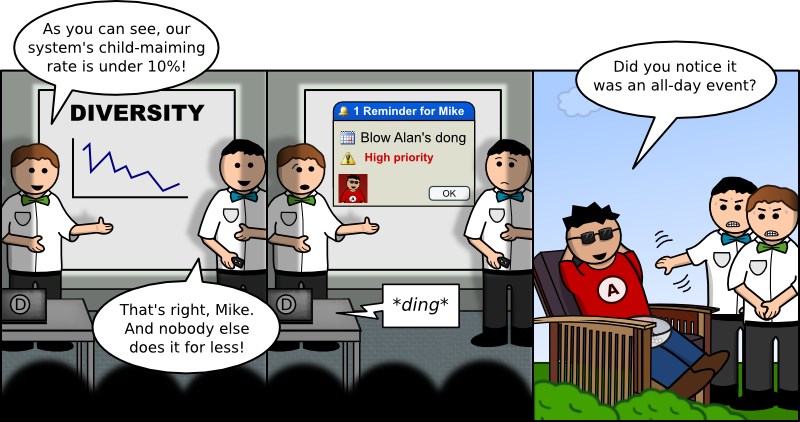 As you can see, our
system's child-maiming
rate is under 10%!
DIVERSITY
That's right, Mike.
And nobody else
does it for less!
D
1 Reminder for Mike
Blow Alan's dong
High priority
A
OK
*ding*
D
Did you notice it
was an all-day event?
A